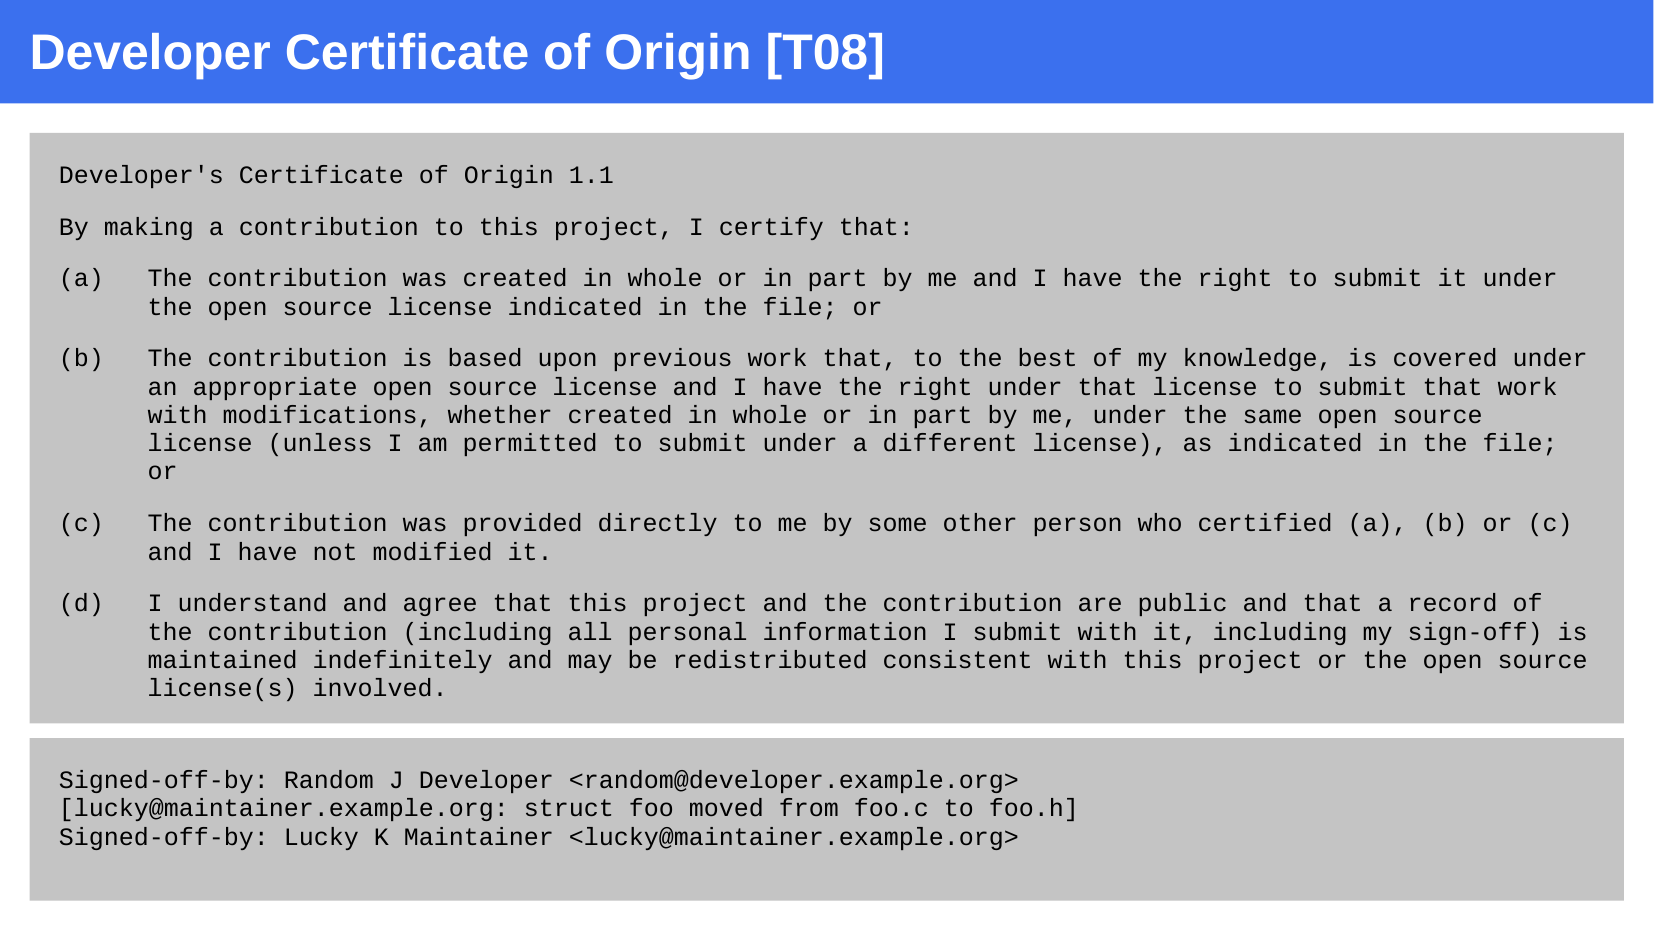 Developer Certificate of Origin [T08]
Developer's Certificate of Origin 1.1
By making a contribution to this project, I certify that:
(a) The contribution was created in whole or in part by me and I have the right to submit it under
the open source license indicated in the file; or
(b) The contribution is based upon previous work that, to the best of my knowledge, is covered under
an appropriate open source license and I have the right under that license to submit that work
with modifications, whether created in whole or in part by me, under the same open source
license (unless I am permitted to submit under a different license), as indicated in the file;
or
(c) The contribution was provided directly to me by some other person who certified (a), (b) or (c)
and I have not modified it.
(d) I understand and agree that this project and the contribution are public and that a record of
the contribution (including all personal information I submit with it, including my sign-off) is
maintained indefinitely and may be redistributed consistent with this project or the open source
license(s) involved.
Signed-off-by: Random J Developer <random@developer.example.org>
[lucky@maintainer.example.org: struct foo moved from foo.c to foo.h]
Signed-off-by: Lucky K Maintainer <lucky@maintainer.example.org>